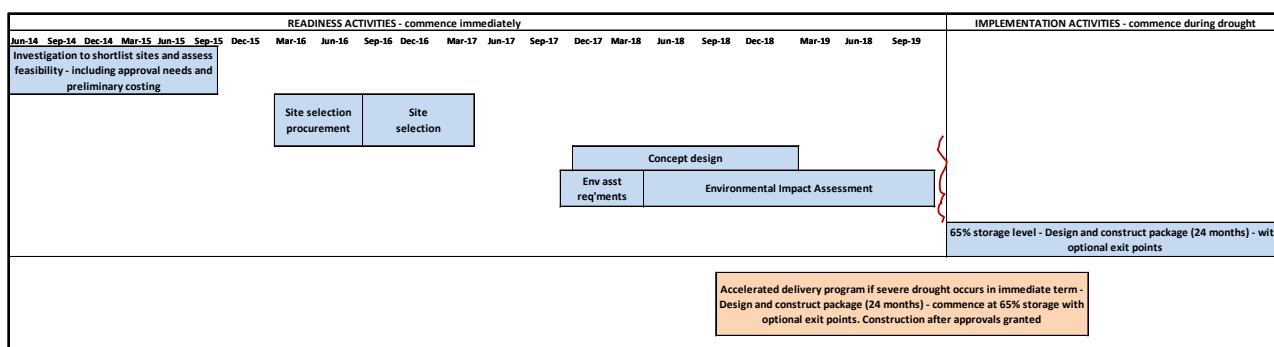 READINESS ACTIVITIES - commence immediately
IMPLEMENTATION ACTIVITIES - commence during drought
Jun-14 Sep-14 Dec-14 Mar-15 Jun-15 Sep-15 Dec-15 Mar-16 Jun-16 Sep-16 Dec-16 Mar-17 Jun-17 Sep-17 Dec-17 Mar-18 Jun-18 Sep-18 Dec-18 Mar-19 Jun-18 Sep-19
Investigation to shortlist sites and assess
feasibility - including approval needs and
preliminary costing
Site selection
procurement
Site
selection
Concept design
Env asst
req'ments
Environmental Impact Assessment
65% storage level - Design and construct package (24 months) - wit
optional exit points
Accelerated delivery program if severe drought occurs in immediate term -
Design and construct package (24 months) - commence at 65% storage with
optional exit points. Construction after approvals granted